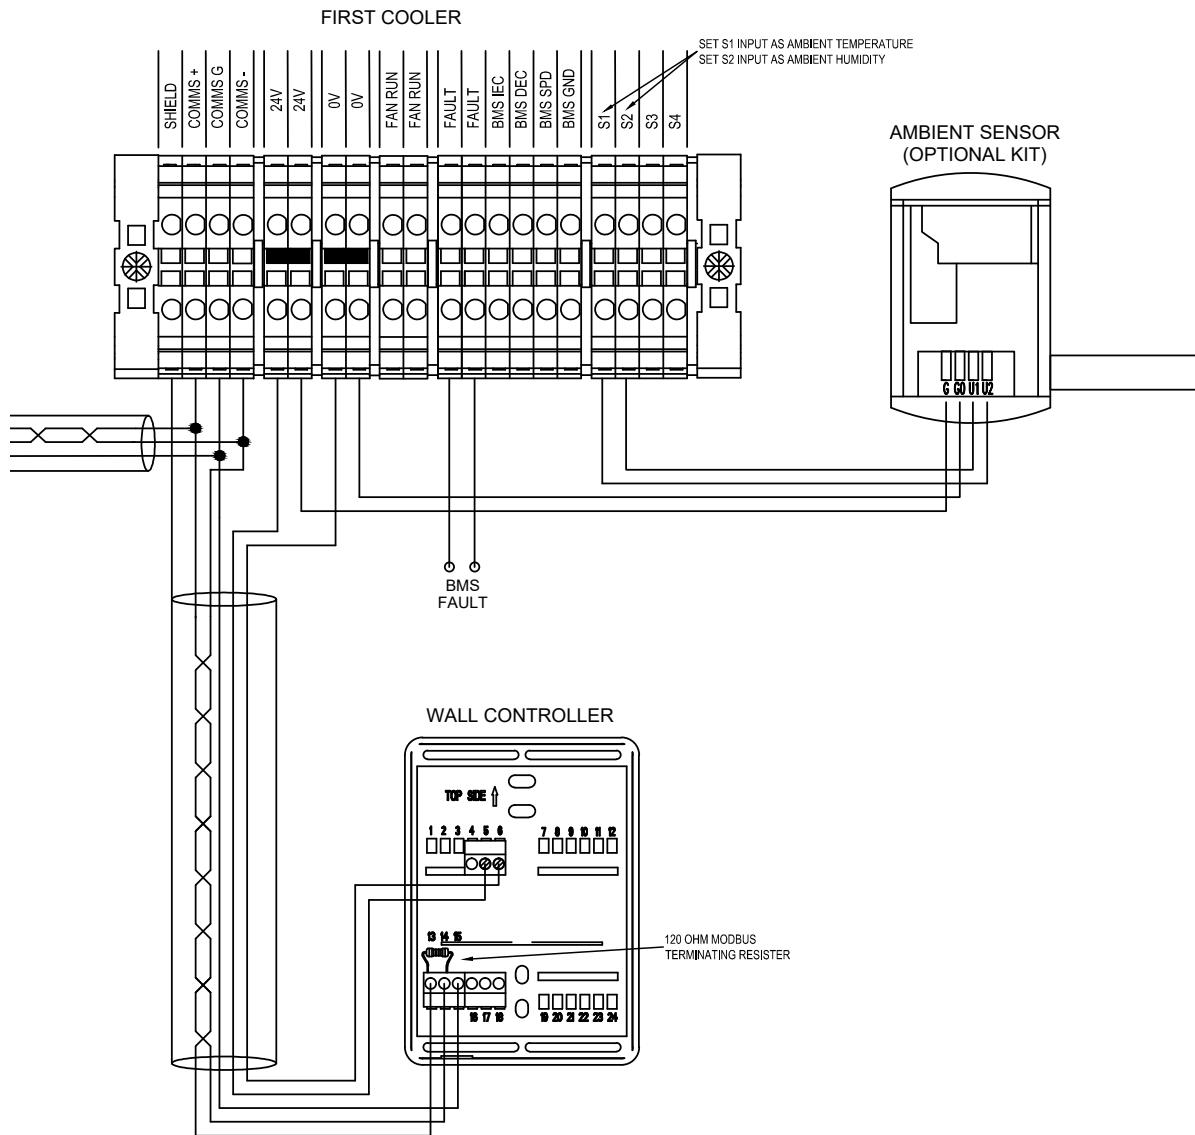 FIRST COOLER
SET S1 INPUT AS AMBIENT TEMPERATURE
SET S2 INPUT AS AMBIENT HUMIDITY
SHIELD
COMMS +
COMMS G
COMMS -
24V
24V
0V
0V
FAN RUN
FAN RUN
FAULT
FAULT
BMS IEC
BMS DEC
BMS SPD
BMS GND
S1
S2
S3
S4
AMBIENT SENSOR
(OPTIONAL KIT)
G G0 U1 U2
BMS
FAULT
WALL CONTROLLER
TOP SIDE
1 2 3 4 5 6 7 8 9 10 11 12
13 14 15
120 OHM MODBUS
TERMINATING RESISTER
16 17 18 19 20 21 22 23 24